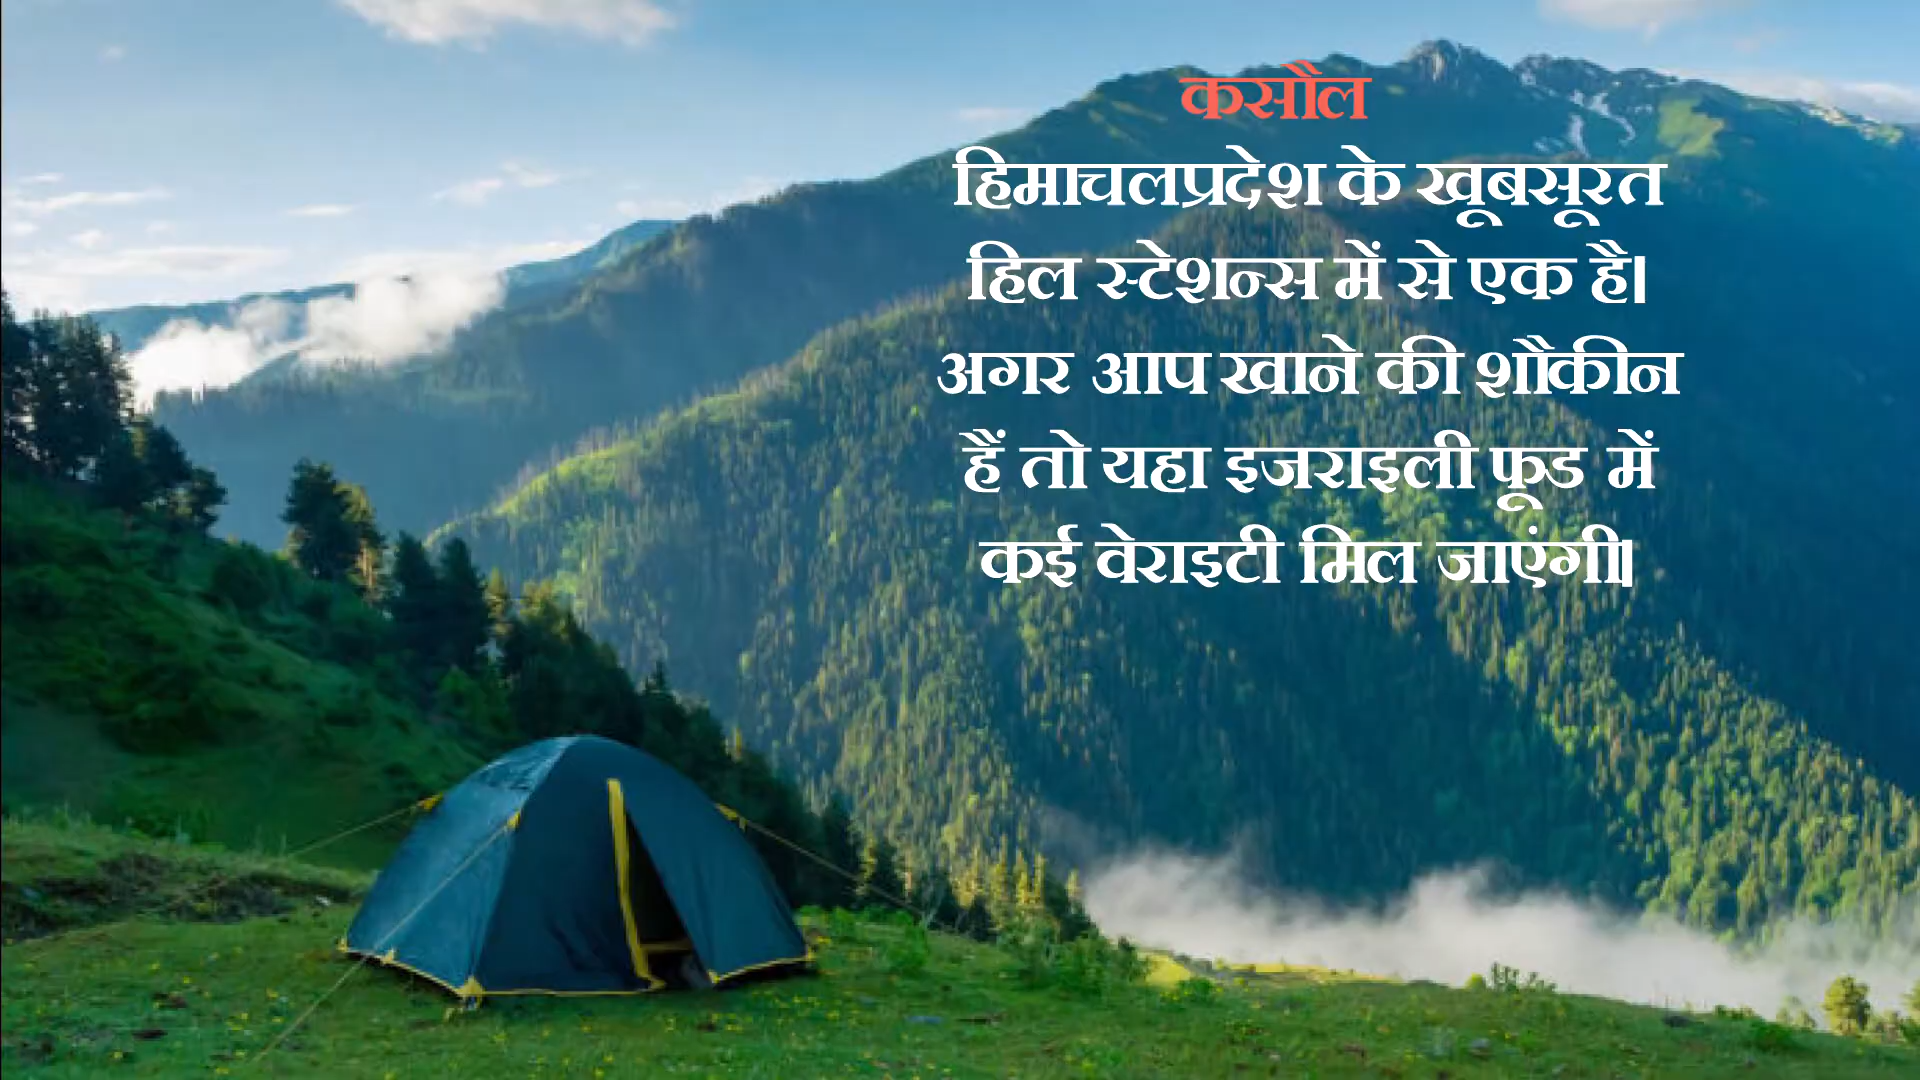 कसौल
हिमाचलप्रदेश के खूबसूरत
हिल स्टेशन्स में से एक है।
अगर आप खाने की शौकीन
हैं तो यहा इजराइली फूड में
कई वेराइटी मिल जाएंगी।